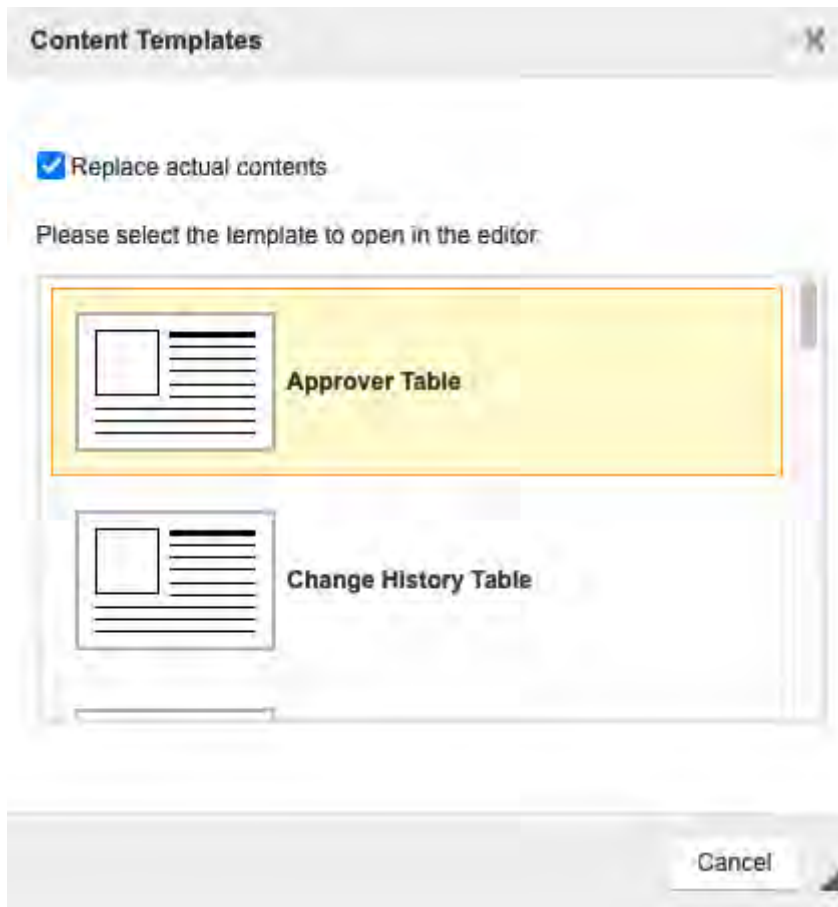 Content Templates
Replace actual contents
Please select the template to open in the editor
Approver Table
Change History Table
Cancel